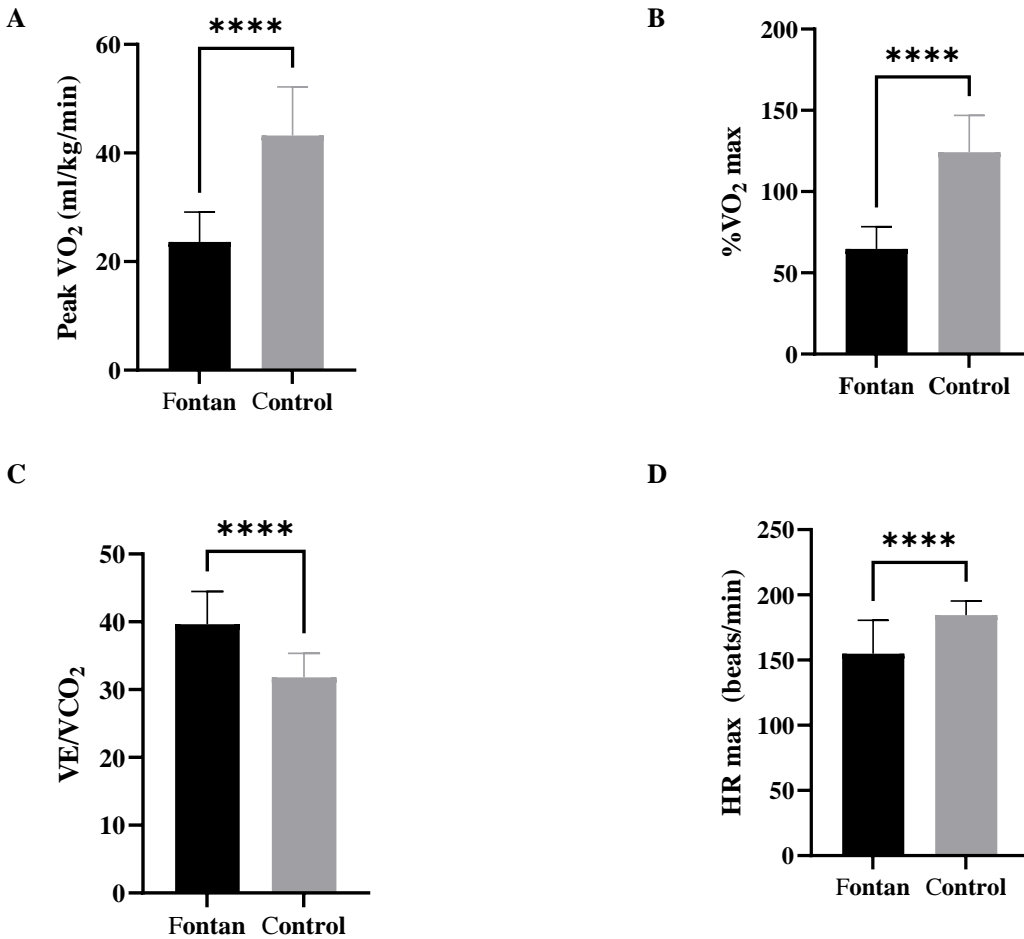 A
****
60
40
20
0
Peak VO2 (ml/kg/min)
Fontan Control
B
****
200
150
100
50
0
%VO2 max
Fontan Control
C
****
50
40
30
20
10
0
VE/VCO2
Fontan Control
D
****
250
200
150
100
50
0
HR max (beats/min)
Fontan Control